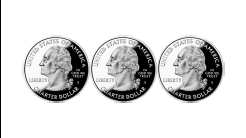 UNITED STATES OF AMERICA
LIBERTY
IN
GOD WE
TRUST
QUARTER DOLLAR
UNITED STATES OF AMERICA
LIBERTY
IN
GOD WE
TRUST
QUARTER DOLLAR
UNITED STATES OF AMERICA
LIBERTY
IN
GOD WE
TRUST
QUARTER DOLLAR